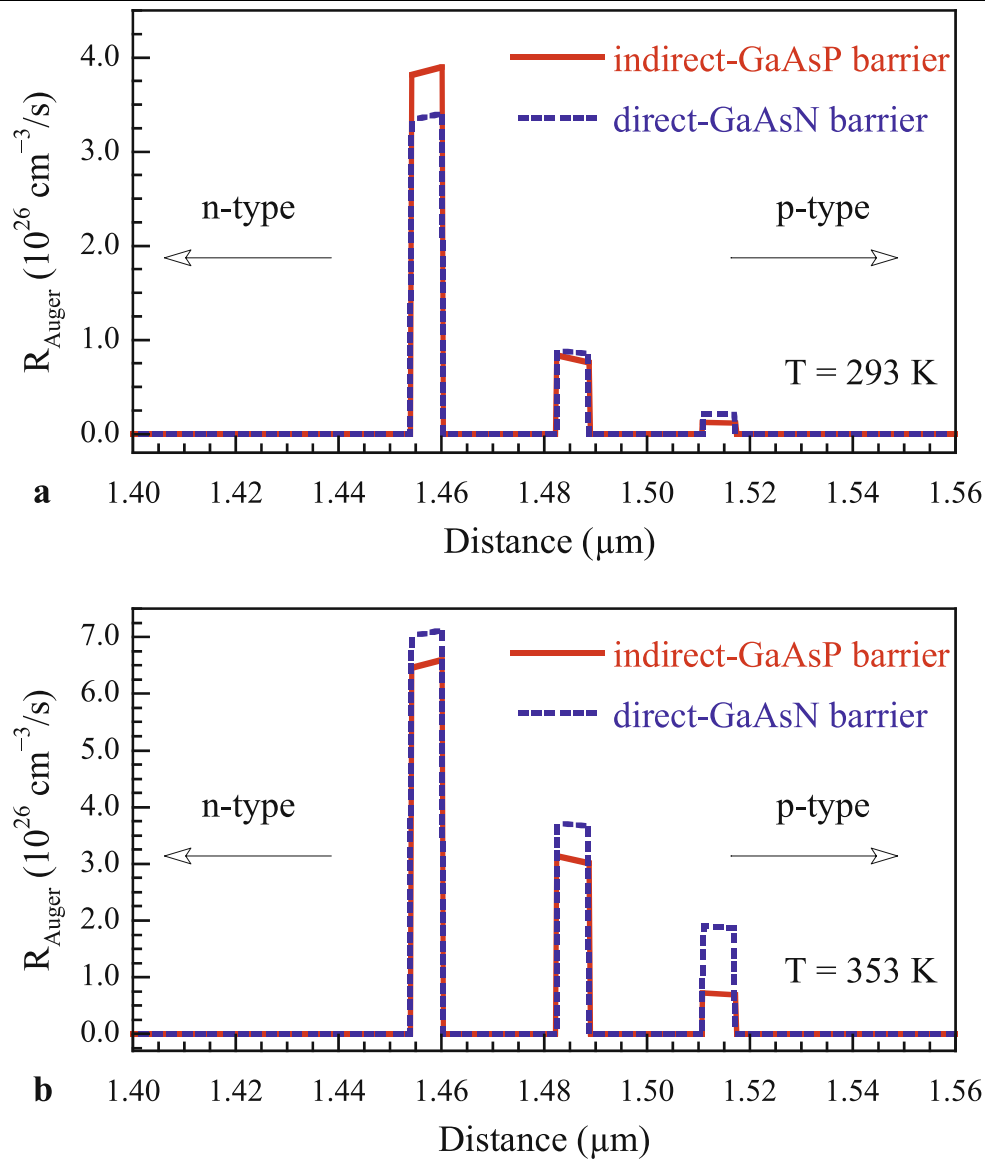 4.0
indirect-GaAsP barrier
direct-GaAsN barrier
3.0
n-type
p-type
2.0
R_Auger (10^26 cm^−3/s)
1.0
T = 293 K
0.0
a
1.40 1.42 1.44 1.46 1.48 1.50 1.52 1.54 1.56
Distance (µm)
7.0
indirect-GaAsP barrier
6.0
direct-GaAsN barrier
5.0
4.0
n-type
p-type
3.0
R_Auger (10^26 cm^−3/s)
2.0
1.0
T = 353 K
0.0
b
1.40 1.42 1.44 1.46 1.48 1.50 1.52 1.54 1.56
Distance (µm)